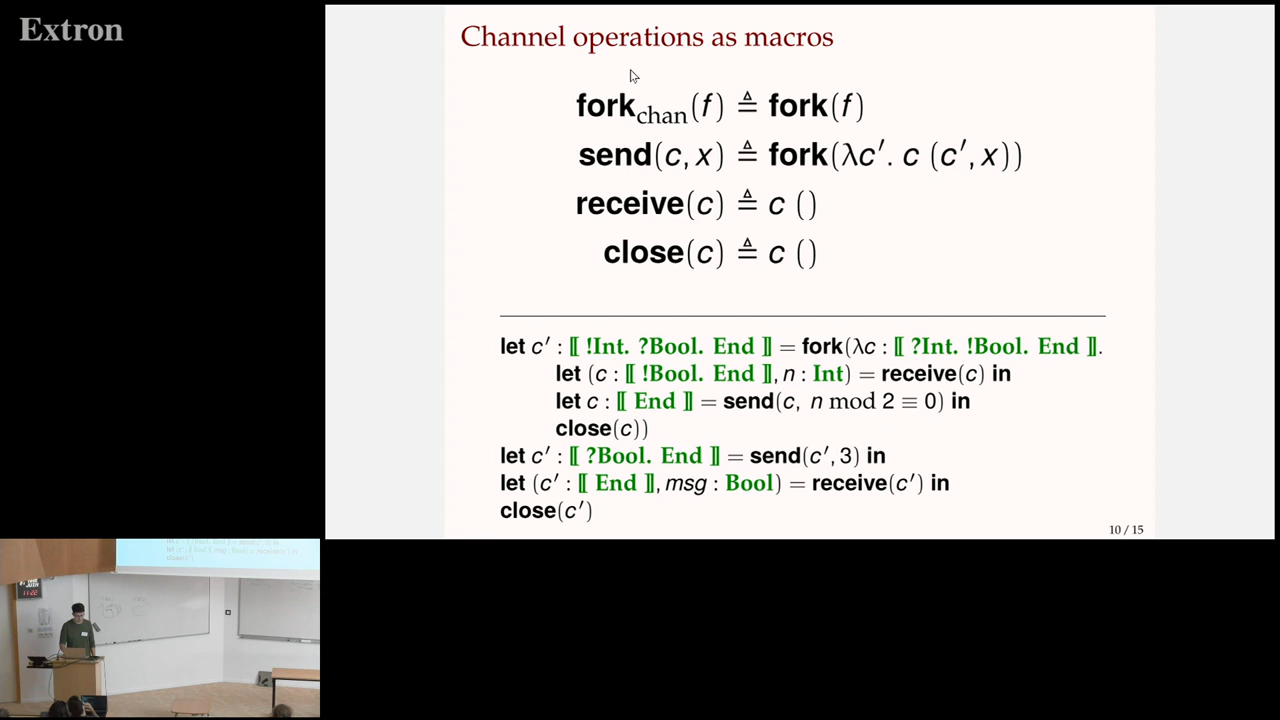 Extron
Channel operations as macros
fork_chan(f) ≜ fork(f)
send(c, x) ≜ fork(λc′. c (c′, x))
receive(c) ≜ c ()
close(c) ≜ c ()
let c′ : ⟦ !Int. ?Bool. End ⟧ = fork(λc : ⟦ ?Int. !Bool. End ⟧.
let (c : ⟦ !Bool. End ⟧, n : Int) = receive(c) in
let c : ⟦ End ⟧ = send(c, n mod 2 ≡ 0) in
close(c))
let c′ : ⟦ ?Bool. End ⟧ = send(c′, 3) in
let (c′ : ⟦ End ⟧, msg : Bool) = receive(c′) in
close(c′)
10 / 15